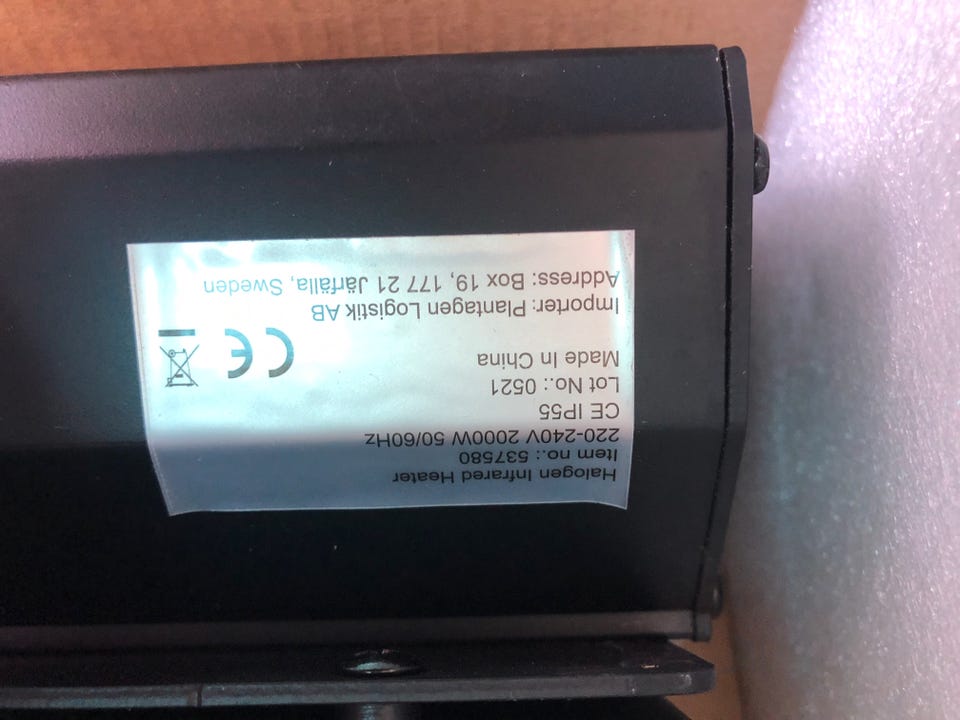 Halogen Infrared Heater
Item no.: 537580
220-240V 2000W 50/60Hz
CE IP55
Lot No.: 0521
Made In China
CE
Importer: Plantagen Logistik AB
Address: Box 19, 177 21 Järfälla, Sweden